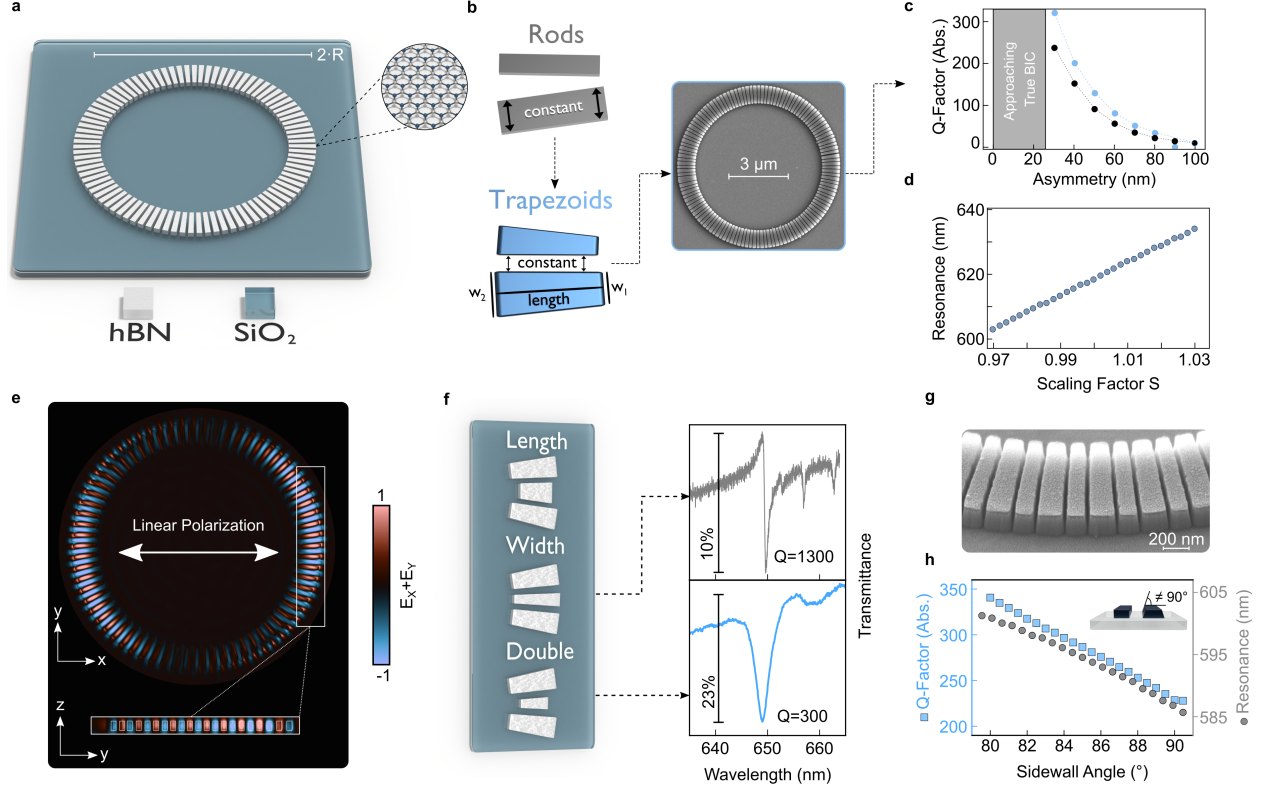 a
2·R
hBN
SiO₂
b
Rods
constant
Trapezoids
constant
w₂
length
w₁
3 µm
c
Q-Factor (Abs.)
300
200
100
0
Approaching
True BIC
0
20
40
60
80
100
Asymmetry (nm)
d
Resonance (nm)
640
620
600
0.97
0.99
1.01
1.03
Scaling Factor S
e
Linear Polarization
y
x
z
y
1
-1
Eₓ+Eᵧ
f
Length
Width
Double
10%
Q=1300
23%
Q=300
Transmittance
640
650
660
Wavelength (nm)
g
200 nm
h
Q-Factor (Abs.)
350
300
250
200
≠ 90°
605
595
585
Resonance (nm)
80
82
84
86
88
90
Sidewall Angle (°)